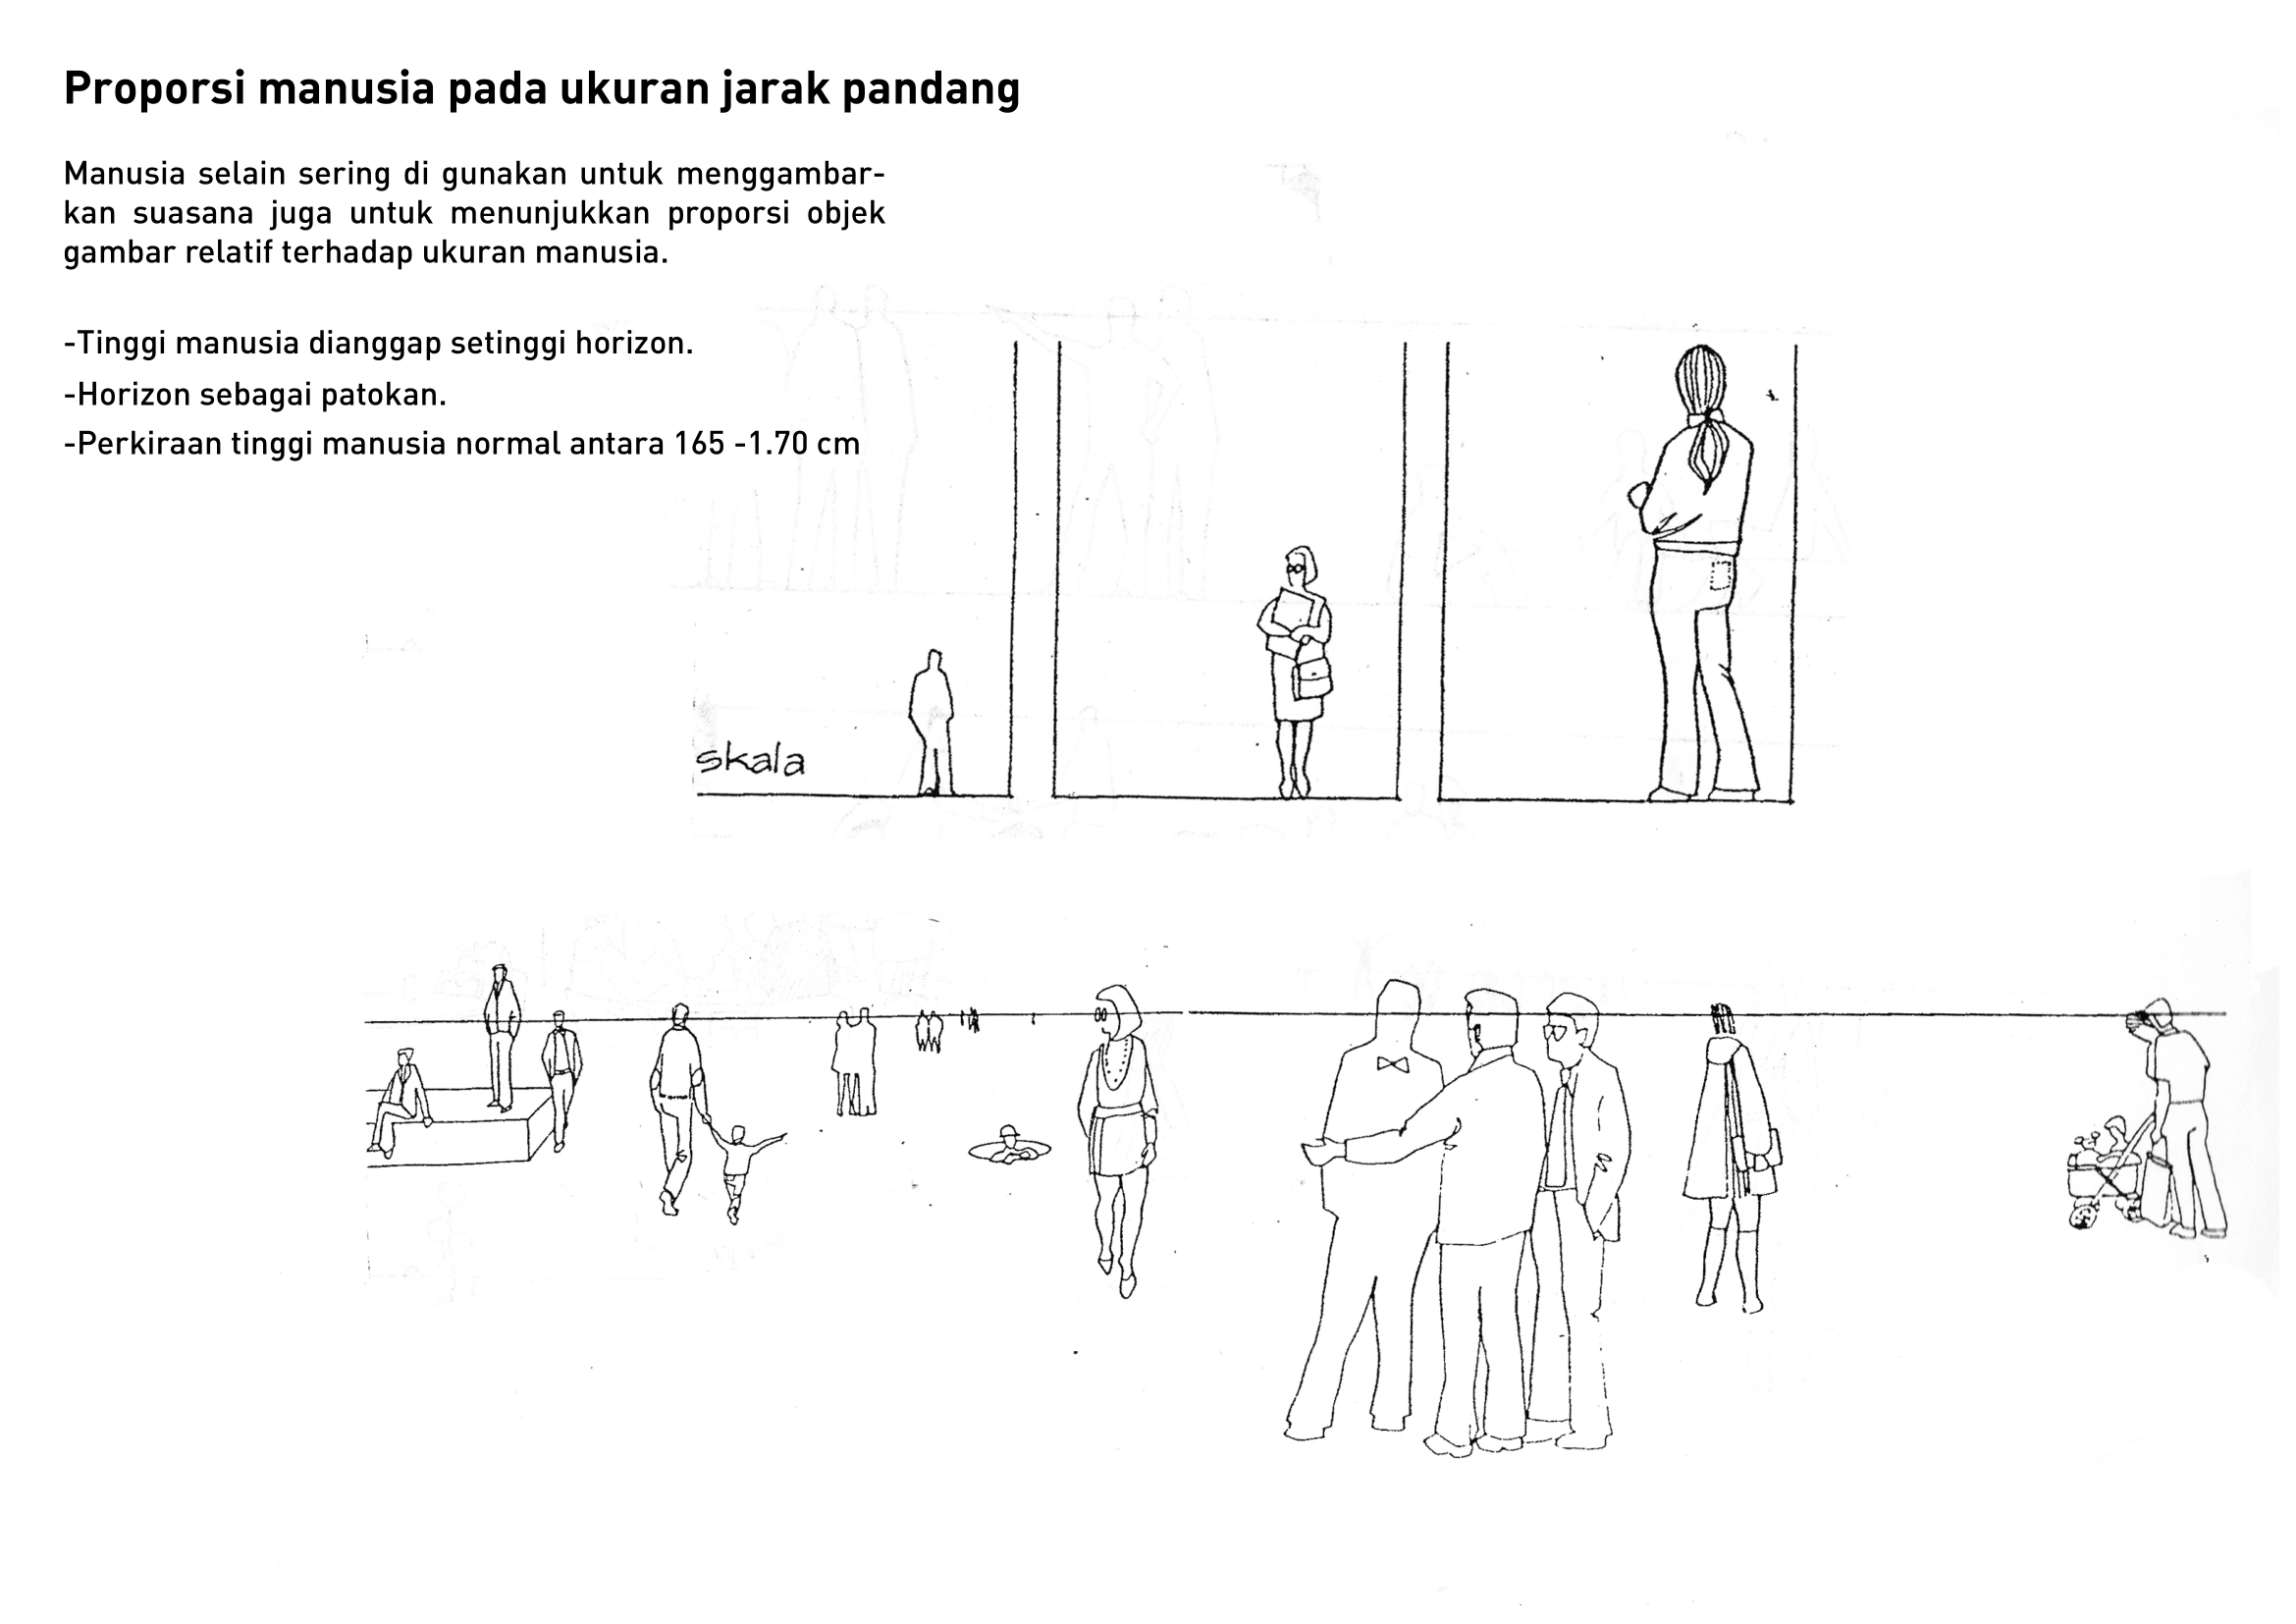 Proporsi manusia pada ukuran jarak pandang
Manusia selain sering di gunakan untuk menggambar-
kan suasana juga untuk menunjukkan proporsi objek
gambar relatif terhadap ukuran manusia.
-Tinggi manusia dianggap setinggi horizon.
-Horizon sebagai patokan.
-Perkiraan tinggi manusia normal antara 165 -1.70 cm
skala